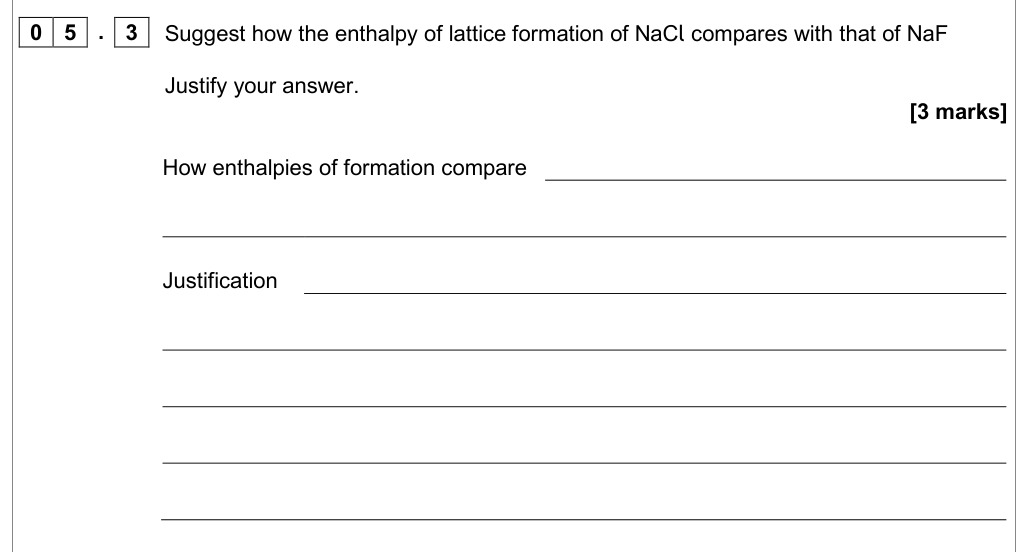 0 5 . 3 Suggest how the enthalpy of lattice formation of NaCl compares with that of NaF
Justify your answer.
[3 marks]
How enthalpies of formation compare
Justification